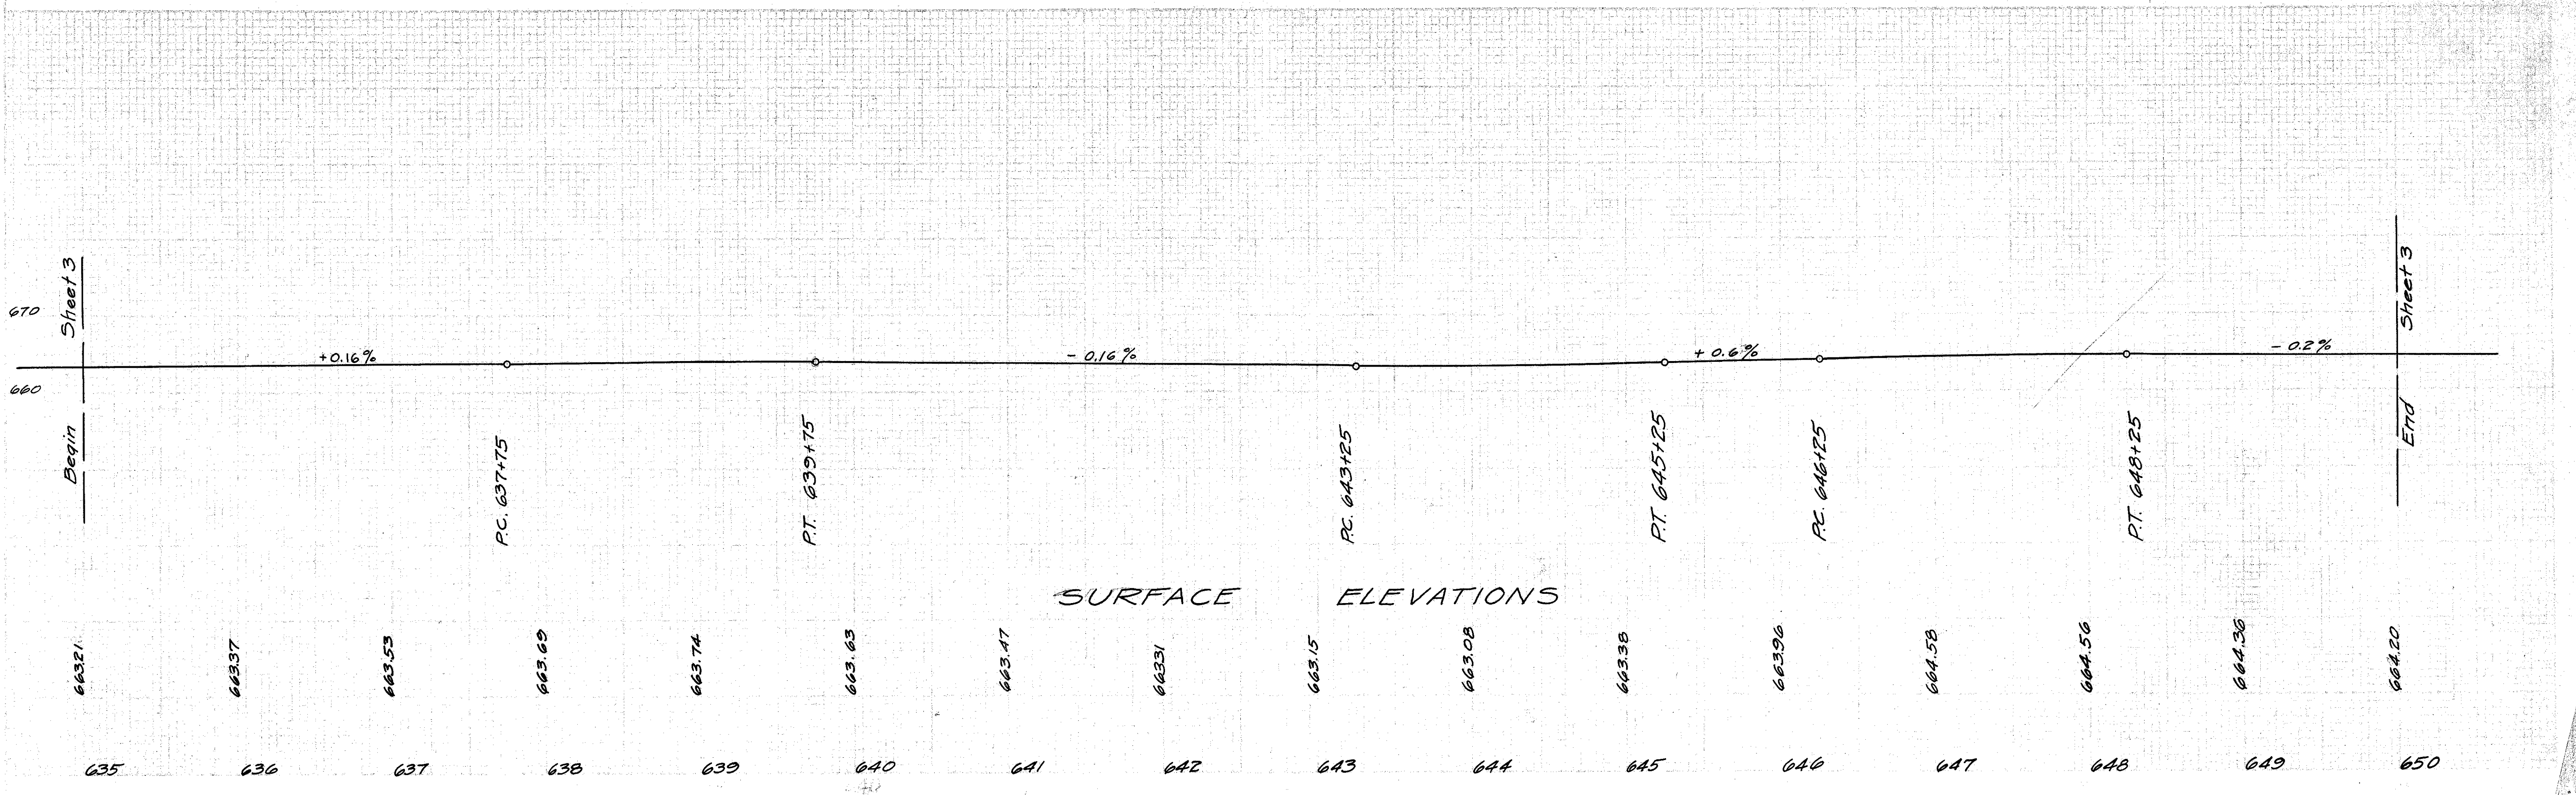 Sheet 3
Sheet 3
670
+0.16%
- 0.16%
+ 0.6%
- 0.2%
660
Begin
P.C. 637+75
P.T. 639+75
P.C. 643+25
P.T. 645+25
P.C. 646+25
P.T. 648+25
End
SURFACE ELEVATIONS
663.21 663.37 663.53 663.69 663.74 663.63 663.47 663.31 663.15 663.08 663.38 663.96 664.58 664.56 664.36 664.20
635 636 637 638 639 640 641 642 643 644 645 646 647 648 649 650